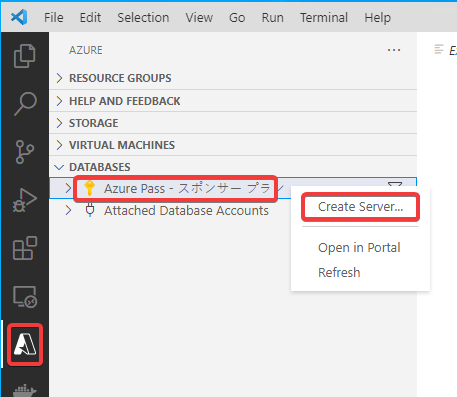 File Edit Selection View Go Run Terminal Help
AZURE
RESOURCE GROUPS
HELP AND FEEDBACK
STORAGE
VIRTUAL MACHINES
DATABASES
Azure Pass - スポンサー プラン
Create Server...
Attached Database Accounts
Open in Portal
Refresh